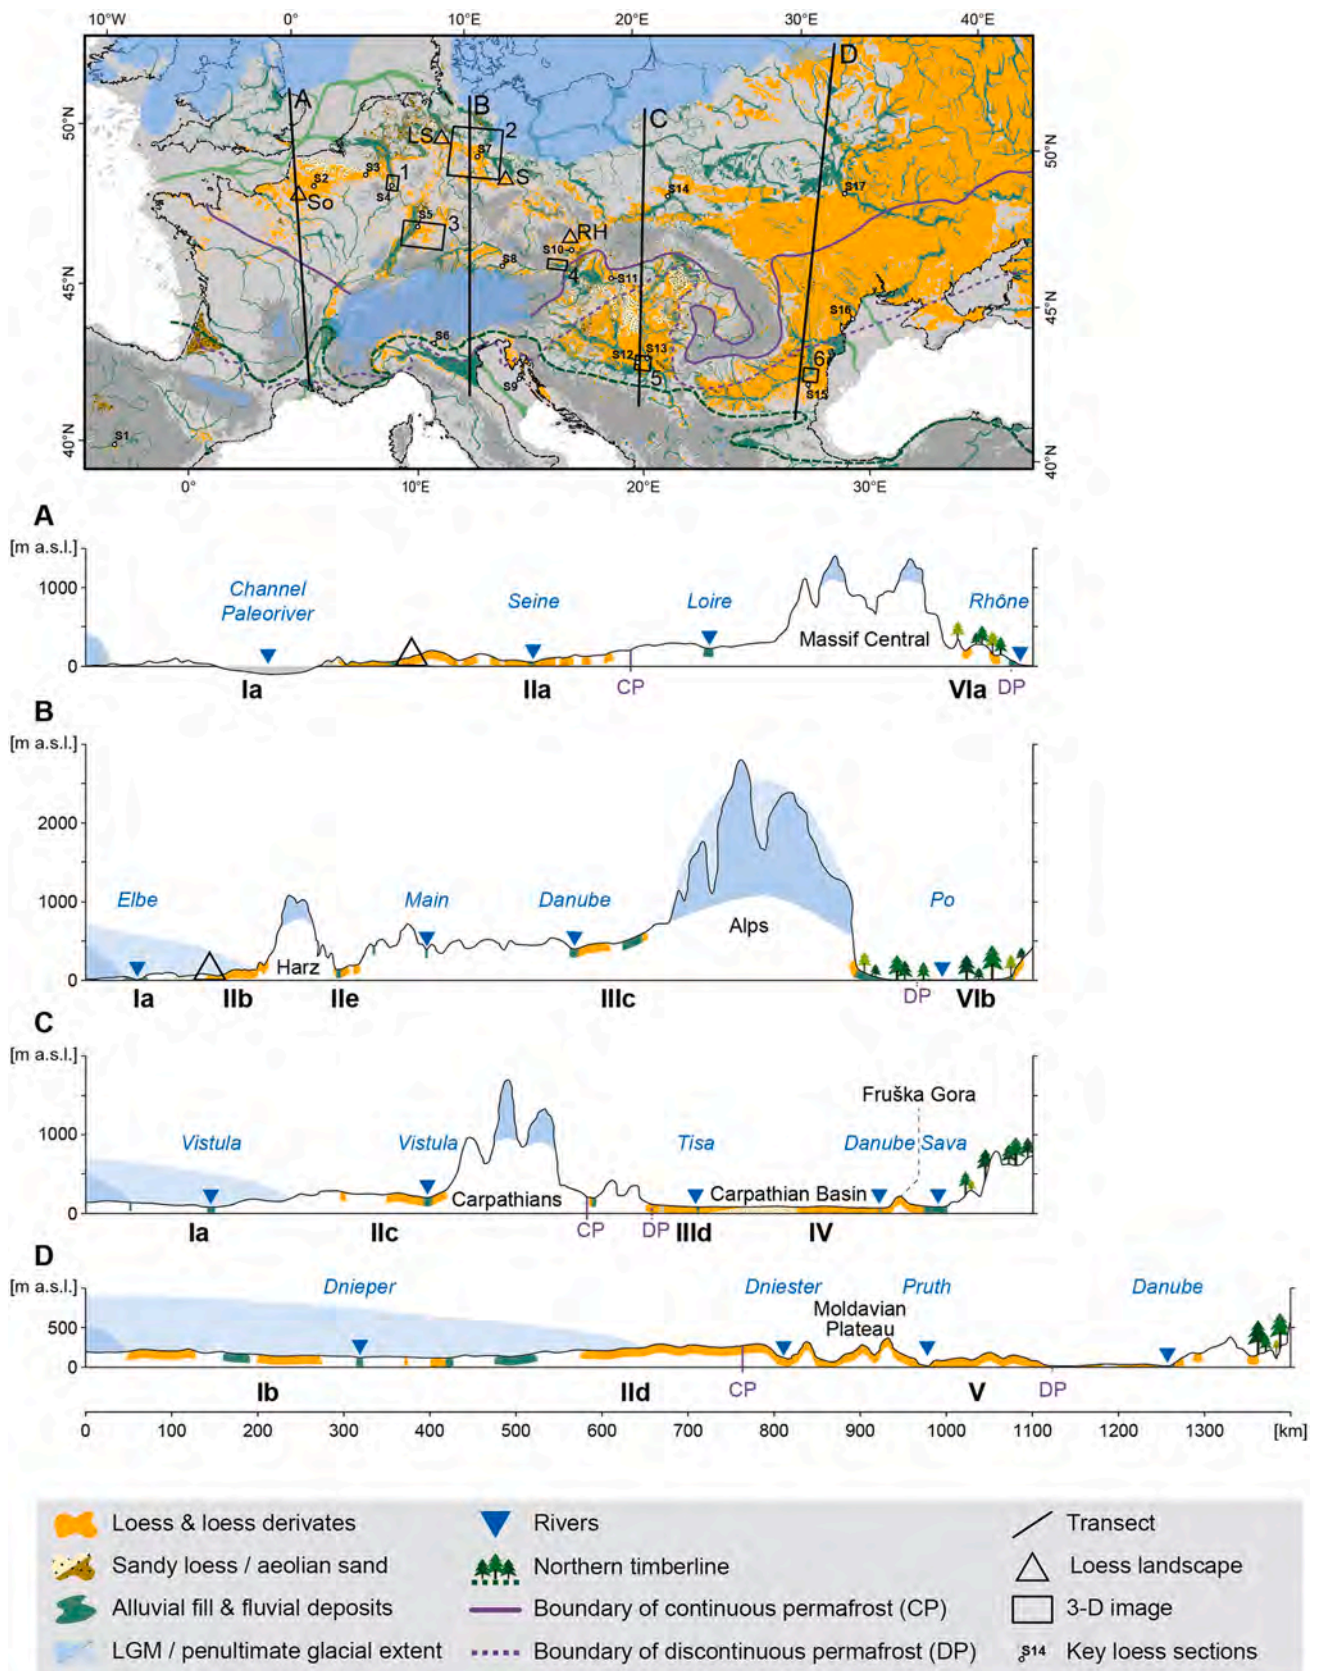 10°W 0° 10°E 20°E 30°E 40°E
50°N
45°N
40°N
50°N
45°N
40°N
A
B
C
D
LS
2
S7
S3
1
S2
S4
S
So
S14
S17
S5
3
RH
S10
S8
4
S11
S16
S6
S12
S13
5
6
S9
S15
S1
0° 10°E 20°E 30°E
A
[m a.s.l.]
1000
0
Channel
Paleoriver
Seine
Loire
Massif Central
Rhône
Ia
IIa
CP
VIa
DP
B
[m a.s.l.]
2000
1000
0
Elbe
Harz
Main
Danube
Alps
Po
Ia
IIb
IIe
IIIc
DP
VIb
C
[m a.s.l.]
1000
0
Vistula
Vistula
Carpathians
Tisa
Carpathian Basin
Fruška Gora
Danube Sava
Ia
IIc
CP
DP
IIId
IV
D
[m a.s.l.]
500
0
Dnieper
Dniester
Moldavian
Plateau
Pruth
Danube
Ib
IId
CP
V
DP
0 100 200 300 400 500 600 700 800 900 1000 1100 1200 1300 [km]
Loess & loess derivates
Sandy loess / aeolian sand
Alluvial fill & fluvial deposits
LGM / penultimate glacial extent
Rivers
Northern timberline
Boundary of continuous permafrost (CP)
Boundary of discontinuous permafrost (DP)
Transect
Loess landscape
3-D image
S14 Key loess sections